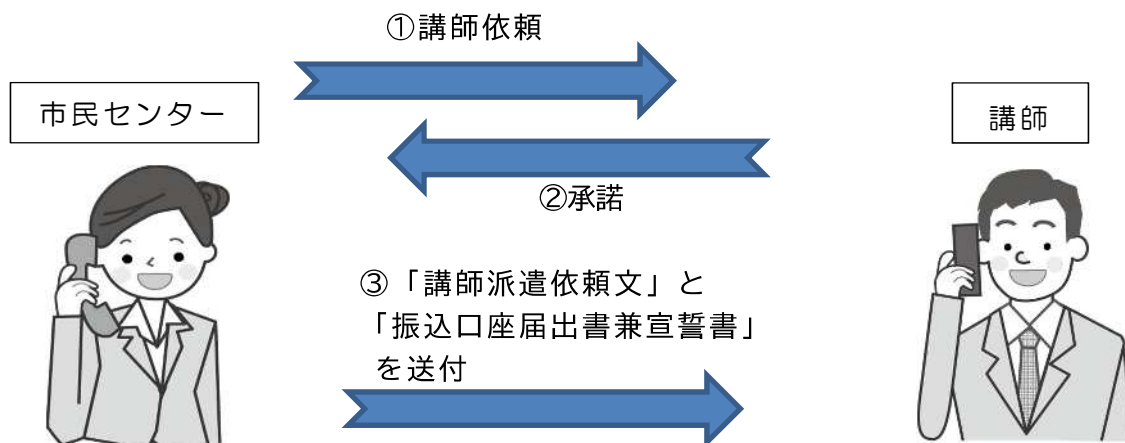 ①講師依頼
市民センター
講師
②承諾
③「講師派遣依頼文」と
「振込口座届出書兼宣誓書」
を送付